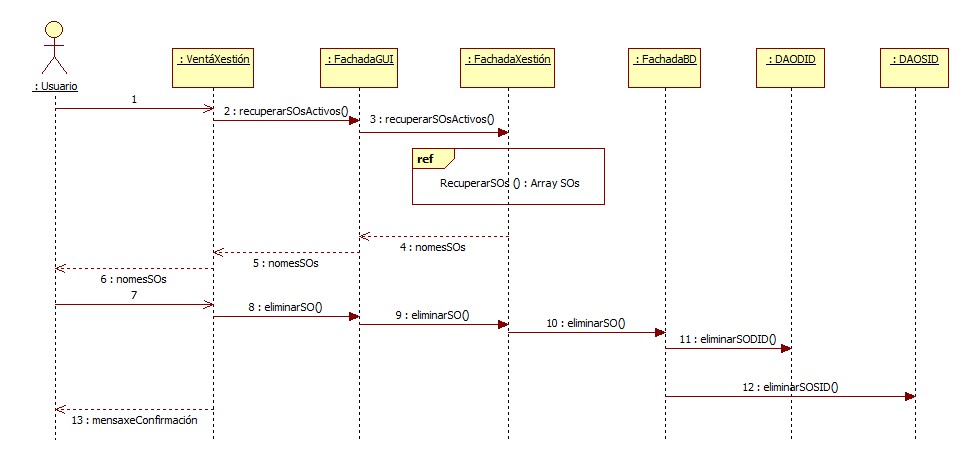 : Usuario
: VentáXestión
: FachadaGUI
: FachadaXestión
: FachadaBD
: DAODID
: DAOSID
1
2 : recuperarSOsActivos()
3 : recuperarSOsActivos()
ref
RecuperarSOs () : Array SOs
4 : nomesSOs
5 : nomesSOs
6 : nomesSOs
7
8 : eliminarSO()
9 : eliminarSO()
10 : eliminarSO()
11 : eliminarSODID()
12 : eliminarSOSID()
13 : mensaxeConfirmación